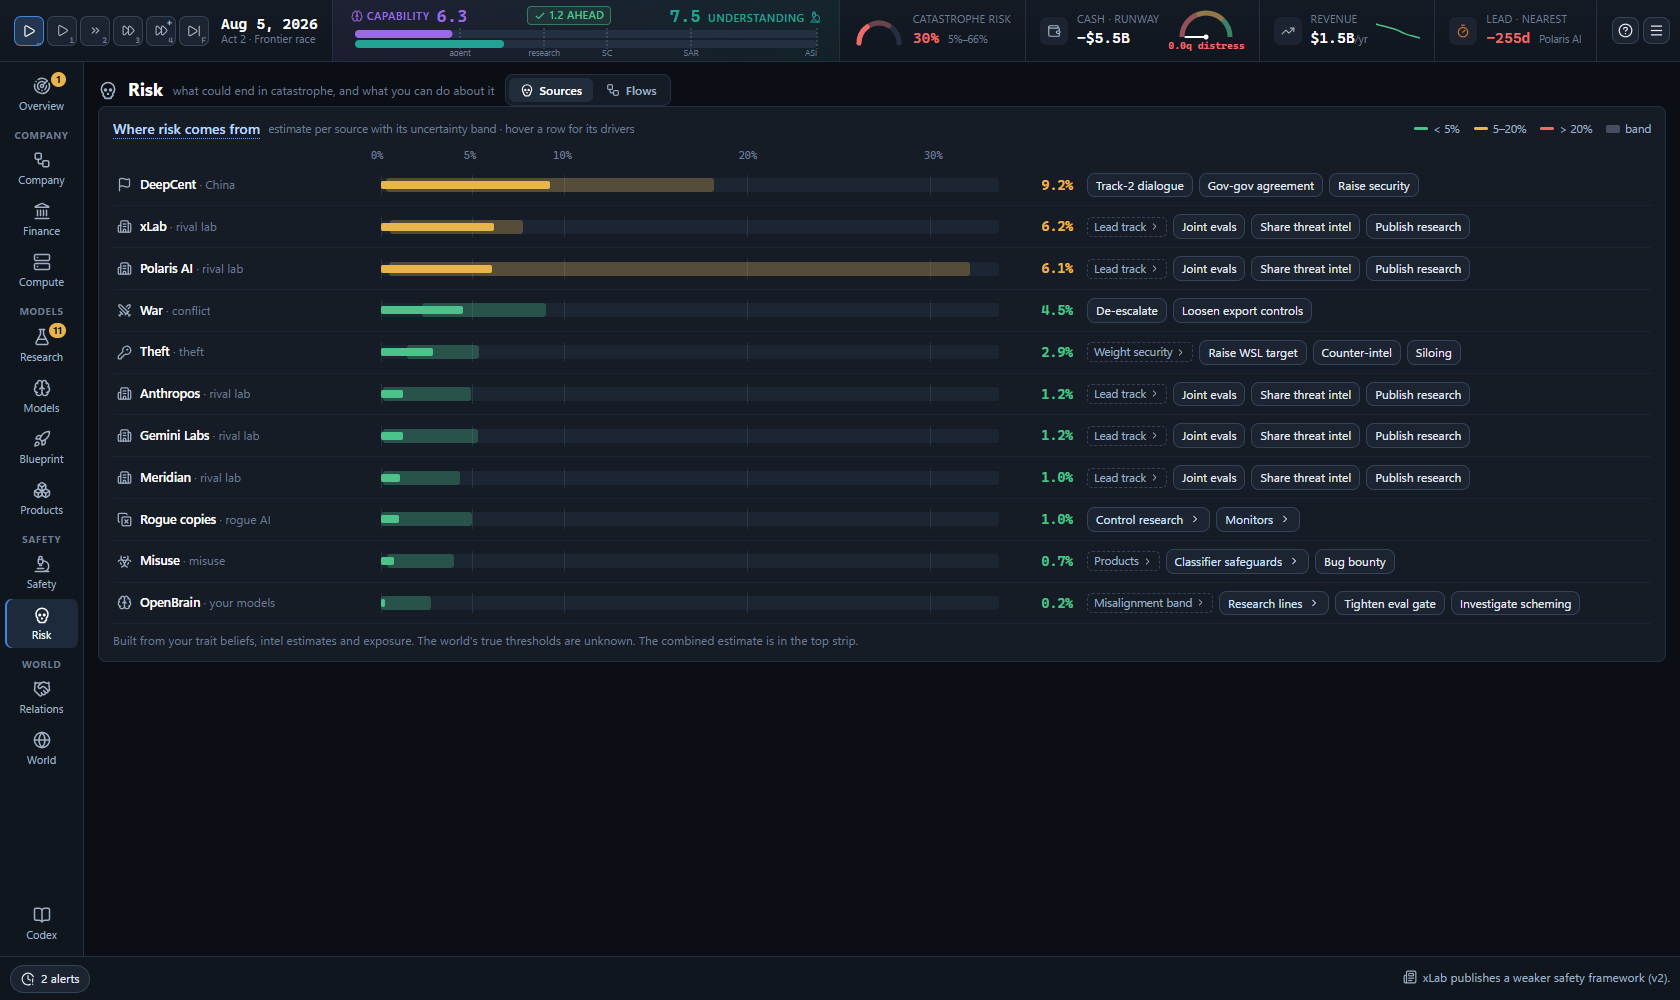 1
2
3
4
F
Aug 5, 2026
Act 2 · Frontier race
CAPABILITY 6.3
1.2 AHEAD
7.5 UNDERSTANDING
agent
research
SC
SAR
ASI
CATASTROPHE RISK
30% 5%–66%
CASH · RUNWAY
−$5.5B
0.0q distress
REVENUE
$1.5B/yr
LEAD · NEAREST
−255d Polaris AI
Overview
1
COMPANY
Company
Finance
Compute
MODELS
11
Research
Models
Blueprint
Products
SAFETY
Safety
Risk
WORLD
Relations
World
Codex
Risk what could end in catastrophe, and what you can do about it
Sources
Flows
Where risk comes from estimate per source with its uncertainty band · hover a row for its drivers
< 5%
5–20%
> 20%
band
0%
5%
10%
20%
30%
DeepCent · China 9.2% Track-2 dialogue Gov-gov agreement Raise security
xLab · rival lab 6.2% Lead track › Joint evals Share threat intel Publish research
Polaris AI · rival lab 6.1% Lead track › Joint evals Share threat intel Publish research
War · conflict 4.5% De-escalate Loosen export controls
Theft · theft 2.9% Weight security › Raise WSL target Counter-intel Siloing
Anthropos · rival lab 1.2% Lead track › Joint evals Share threat intel Publish research
Gemini Labs · rival lab 1.2% Lead track › Joint evals Share threat intel Publish research
Meridian · rival lab 1.0% Lead track › Joint evals Share threat intel Publish research
Rogue copies · rogue AI 1.0% Control research › Monitors ›
Misuse · misuse 0.7% Products › Classifier safeguards › Bug bounty
OpenBrain · your models 0.2% Misalignment band › Research lines › Tighten eval gate Investigate scheming
Built from your trait beliefs, intel estimates and exposure. The world's true thresholds are unknown. The combined estimate is in the top strip.
2 alerts
xLab publishes a weaker safety framework (v2).